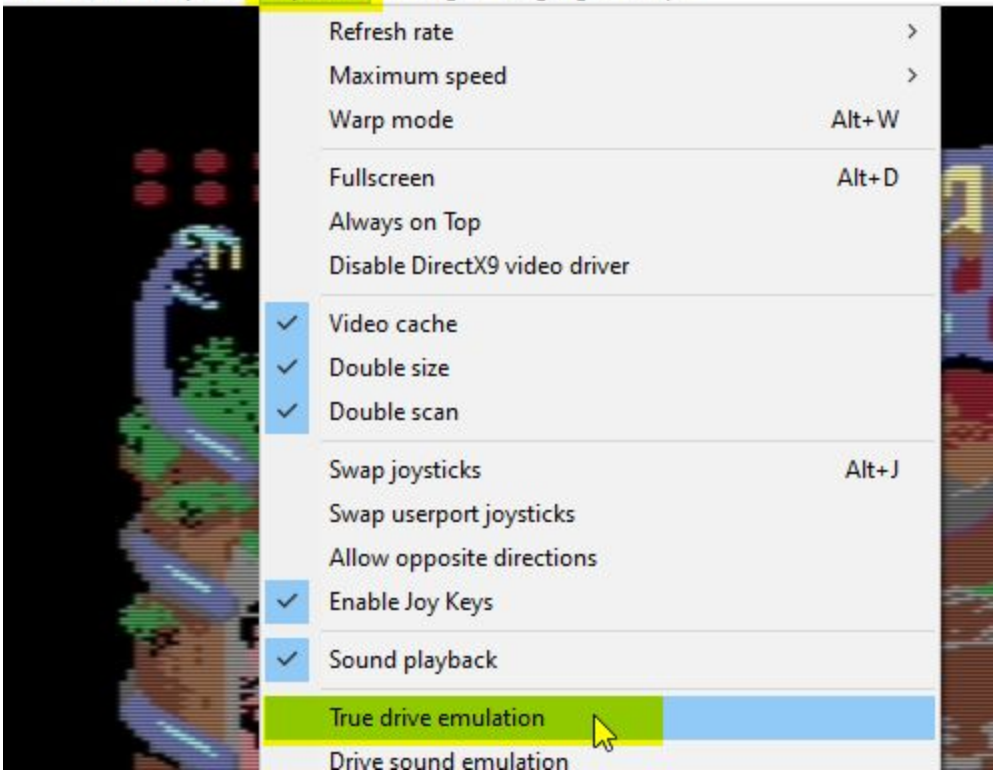 Refresh rate
Maximum speed
Warp mode Alt+W
Fullscreen Alt+D
Always on Top
Disable DirectX9 video driver
Video cache
Double size
Double scan
Swap joysticks Alt+J
Swap userport joysticks
Allow opposite directions
Enable Joy Keys
Sound playback
True drive emulation
Drive sound emulation